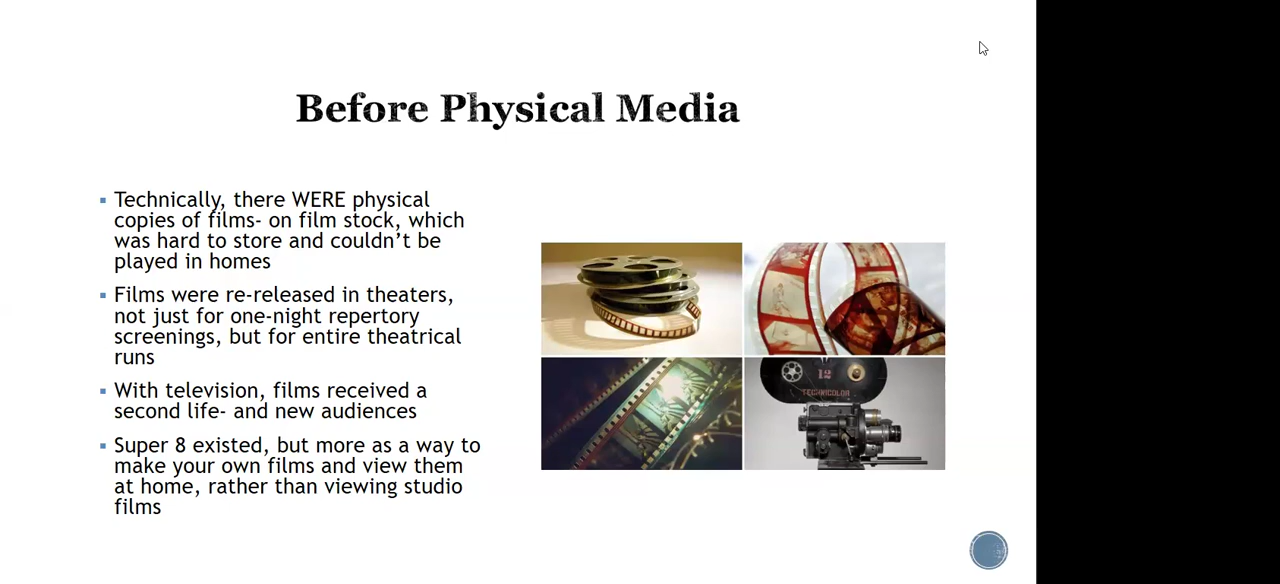 Before Physical Media
Technically, there WERE physical
copies of films- on film stock, which
was hard to store and couldn't be
played in homes
Films were re-released in theaters,
not just for one-night repertory
screenings, but for entire theatrical
runs
With television, films received a
second life- and new audiences
Super 8 existed, but more as a way to
make your own films and view them
at home, rather than viewing studio
films
12
TECHNICOLOR